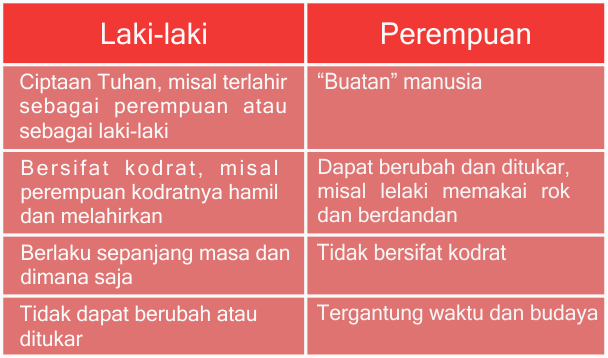 Laki-laki
Perempuan
Ciptaan Tuhan, misal terlahir
sebagai perempuan atau
sebagai laki-laki
“Buatan” manusia
Bersifat kodrat, misal
perempuan kodratnya hamil
dan melahirkan
Dapat berubah dan ditukar,
misal lelaki memakai rok
dan berdandan
Berlaku sepanjang masa dan
dimana saja
Tidak bersifat kodrat
Tidak dapat berubah atau
ditukar
Tergantung waktu dan budaya